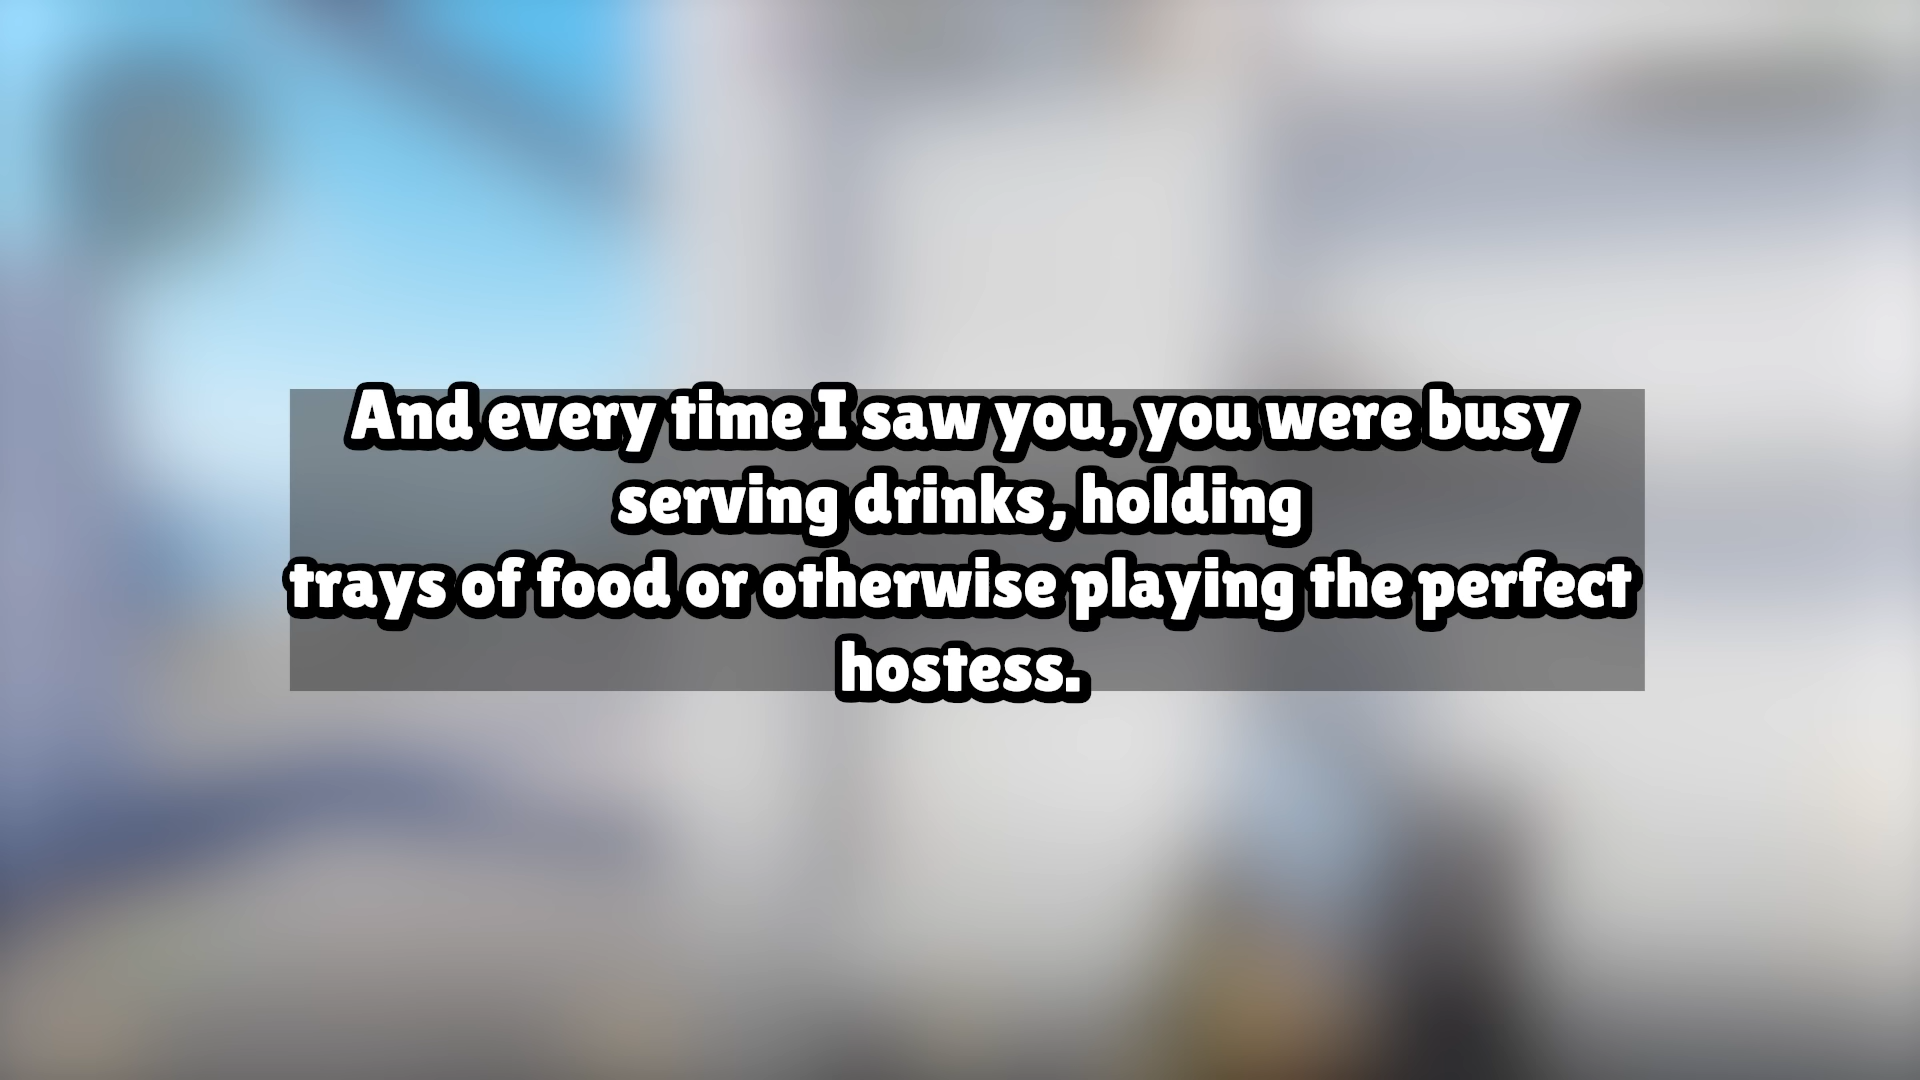 And every time I saw you, you were busy
serving drinks, holding
trays of food or otherwise playing the perfect
hostess.